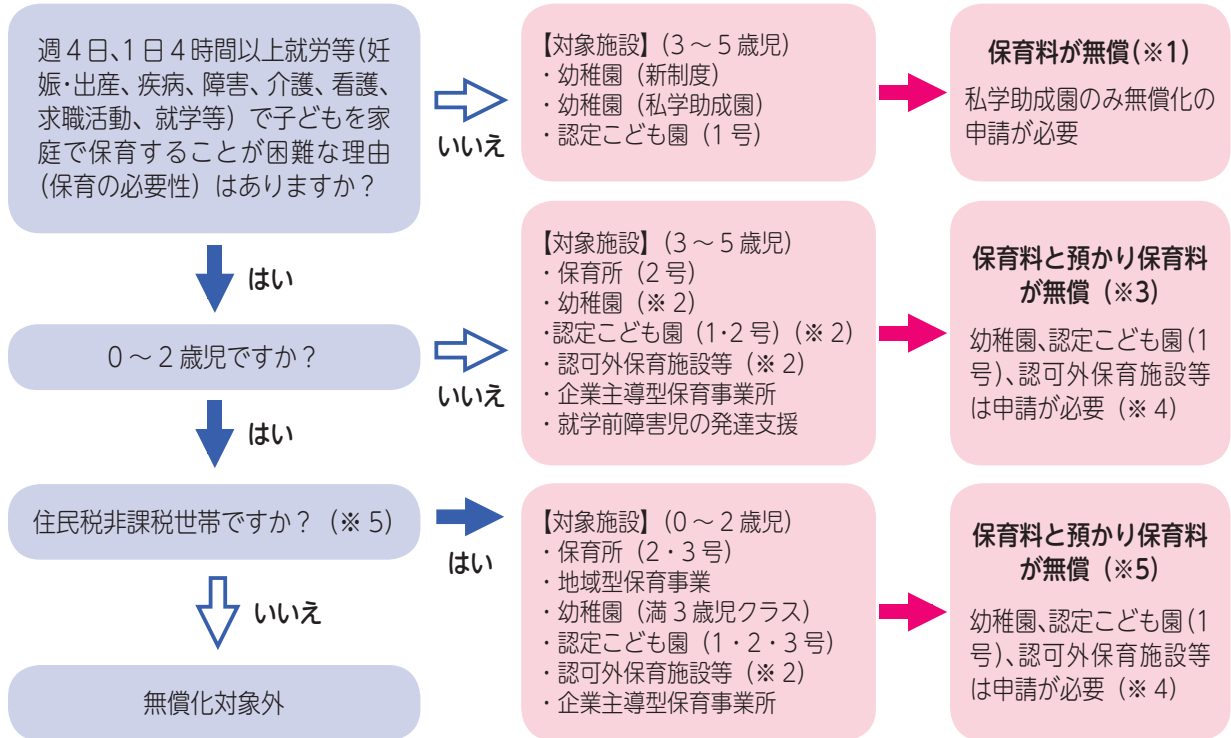 週４日、１日４時間以上就労等（妊
娠・出産、疾病、障害、介護、看護、
求職活動、就学等）で子どもを家
庭で保育することが困難な理由
（保育の必要性）はありますか？
いいえ
【対象施設】（３～５歳児）
・幼稚園（新制度）
・幼稚園（私学助成園）
・認定こども園（１号）
保育料が無償（※1）
私学助成園のみ無償化の
申請が必要
はい
０～２歳児ですか？
いいえ
【対象施設】（３～５歳児）
・保育所（２号）
・幼稚園（※２）
・認定こども園（１・２号）（※２）
・認可外保育施設等（※２）
・企業主導型保育事業所
・就学前障害児の発達支援
保育料と預かり保育料
が無償（※3）
幼稚園、認定こども園（１
号）、認可外保育施設等
は申請が必要（※４）
はい
住民税非課税世帯ですか？（※５）
はい
【対象施設】（０～２歳児）
・保育所（２・３号）
・地域型保育事業
・幼稚園（満３歳児クラス）
・認定こども園（１・２・３号）
・認可外保育施設等（※２）
・企業主導型保育事業所
保育料と預かり保育料
が無償（※5）
幼稚園、認定こども園（１
号）、認可外保育施設等
は申請が必要（※４）
いいえ
無償化対象外